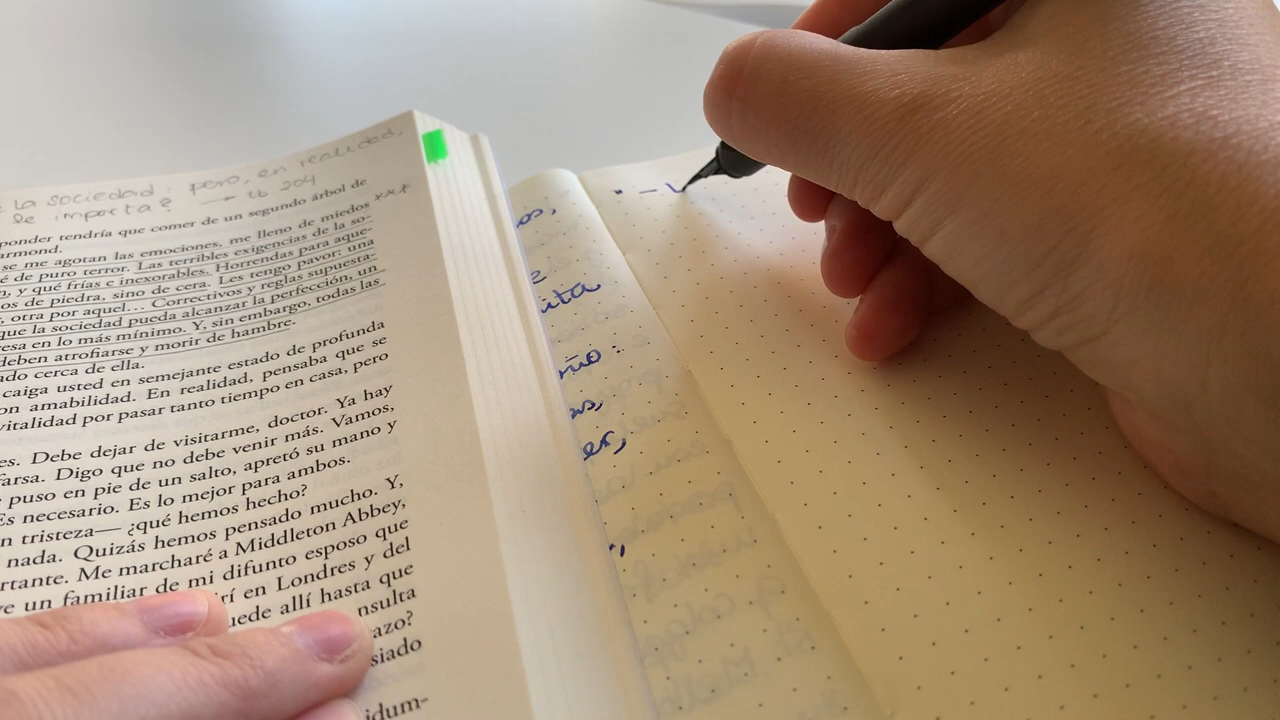 la sociedad; pero, en realidad,
le importa? → Lb 204
ponder tendría que comer de un segundo árbol de ***
armond.
se me agotan las emociones, me lleno de miedos
é de puro terror. Las terribles exigencias de la so-
n, y qué frías e inexorables. Horrendas para aque-
os de piedra, sino de cera. Les tengo pavor: una
, otra por aquel... Correctivos y reglas supuesta-
que la sociedad pueda alcanzar la perfección, un
resa en lo más mínimo. Y, sin embargo, todas las
deben atrofiarse y morir de hambre.
ado cerca de ella.
caiga usted en semejante estado de profunda
on amabilidad. En realidad, pensaba que se
vitalidad por pasar tanto tiempo en casa, pero
es. Debe dejar de visitarme, doctor. Ya hay
farsa. Digo que no debe venir más. Vamos,
puso en pie de un salto, apretó su mano y
Es necesario. Es lo mejor para ambos.
n tristeza— ¿qué hemos hecho?
nada. Quizás hemos pensado mucho. Y,
rtante. Me marcharé a Middleton Abbey,
ve un familiar de mi difunto esposo que
irí en Londres y del
uede allí hasta que
nsulta
azo?
siado
idum-
as,
e
uita
ño:
as,
er,